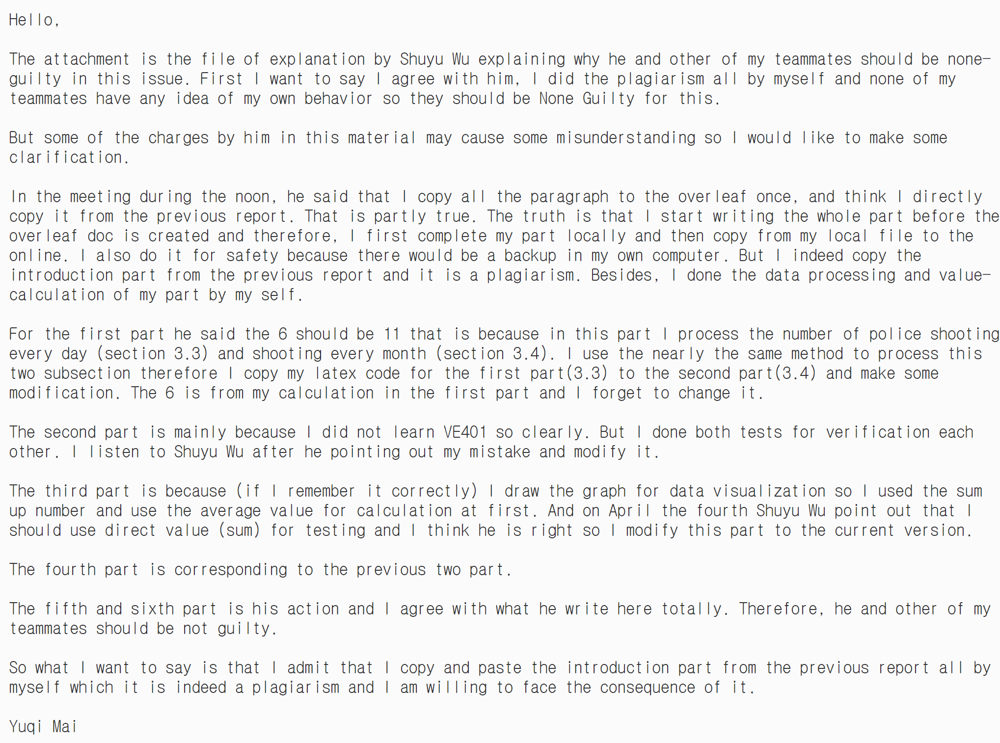 Hello,
The attachment is the file of explanation by Shuyu Wu explaining why he and other of my teammates should be none-
guilty in this issue. First I want to say I agree with him, I did the plagiarism all by myself and none of my
teammates have any idea of my own behavior so they should be None Guilty for this.
But some of the charges by him in this material may cause some misunderstanding so I would like to make some
clarification.
In the meeting during the noon, he said that I copy all the paragraph to the overleaf once, and think I directly
copy it from the previous report. That is partly true. The truth is that I start writing the whole part before the
overleaf doc is created and therefore, I first complete my part locally and then copy from my local file to the
online. I also do it for safety because there would be a backup in my own computer. But I indeed copy the
introduction part from the previous report and it is a plagiarism. Besides, I done the data processing and value-
calculation of my part by my self.
For the first part he said the 6 should be 11 that is because in this part I process the number of police shooting
every day (section 3.3) and shooting every month (section 3.4). I use the nearly the same method to process this
two subsection therefore I copy my latex code for the first part(3.3) to the second part(3.4) and make some
modification. The 6 is from my calculation in the first part and I forget to change it.
The second part is mainly because I did not learn VE401 so clearly. But I done both tests for verification each
other. I listen to Shuyu Wu after he pointing out my mistake and modify it.
The third part is because (if I remember it correctly) I draw the graph for data visualization so I used the sum
up number and use the average value for calculation at first. And on April the fourth Shuyu Wu point out that I
should use direct value (sum) for testing and I think he is right so I modify this part to the current version.
The fourth part is corresponding to the previous two part.
The fifth and sixth part is his action and I agree with what he write here totally. Therefore, he and other of my
teammates should be not guilty.
So what I want to say is that I admit that I copy and paste the introduction part from the previous report all by
myself which it is indeed a plagiarism and I am willing to face the consequence of it.
Yuqi Mai